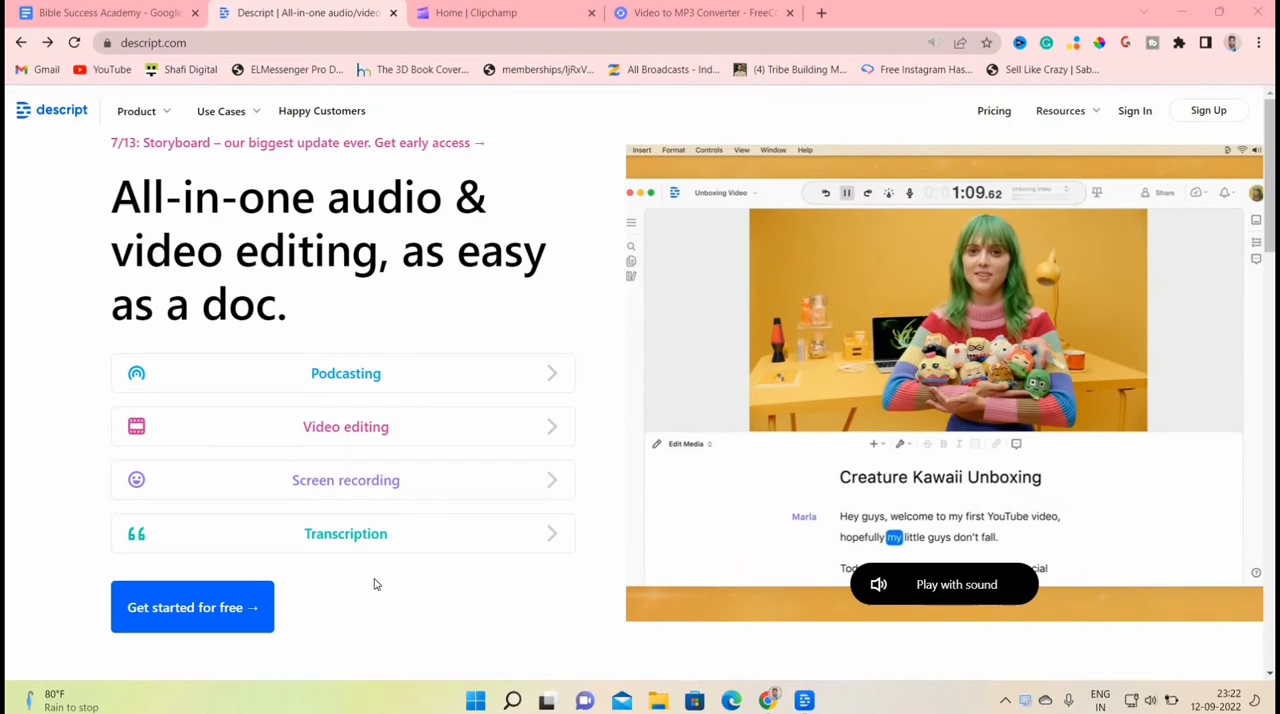 Bible Success Academy - Google
Descript | All-in-one audio/video
Home | Clipchamp
Video to MP3 Converter - FreeCo
descript.com
Gmail
YouTube
Shafi Digital
ELMessenger Pro D...
The 3D Book Cover...
memberships/ljRxV...
All Broadcasts - Ind...
(4) Tribe Building M...
Free Instagram Has...
Sell Like Crazy | Sab...
descript
Product
Use Cases
Happy Customers
Pricing
Resources
Sign In
Sign Up
7/13: Storyboard – our biggest update ever. Get early access →
All-in-one audio &
video editing, as easy
as a doc.
Podcasting
Video editing
Screen recording
Transcription
Get started for free →
Insert Format Controls View Window Help
Unboxing Video
1:09.62
Unboxing Video
Share
Edit Media
B I
Creature Kawaii Unboxing
Marla
Hey guys, welcome to my first YouTube video,
hopefully my little guys don't fall.
Play with sound
80°F
Rain to stop
ENG
IN
23:22
12-09-2022